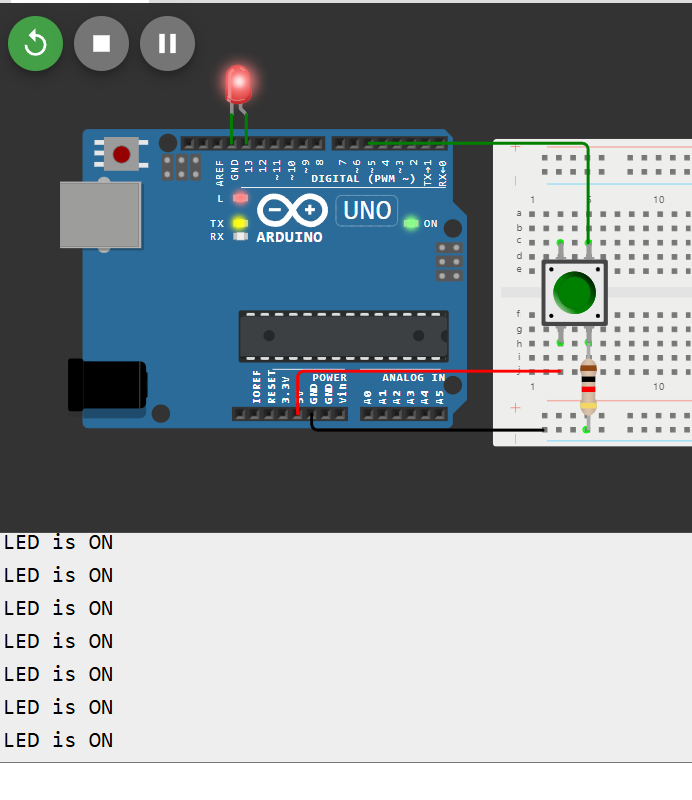 AREF
GND
13
12
~11
~10
~9
8
7
~6
~5
4
~3
2
TX→1
RX←0
DIGITAL (PWM ~)
L
TX
RX
UNO
ARDUINO
ON
IOREF
RESET
3.3V
5V
GND
GND
Vin
POWER
ANALOG IN
A0
A1
A2
A3
A4
A5
+
1
5
10
a
b
c
d
e
f
g
h
i
j
1
10
+
LED is ON
LED is ON
LED is ON
LED is ON
LED is ON
LED is ON
LED is ON